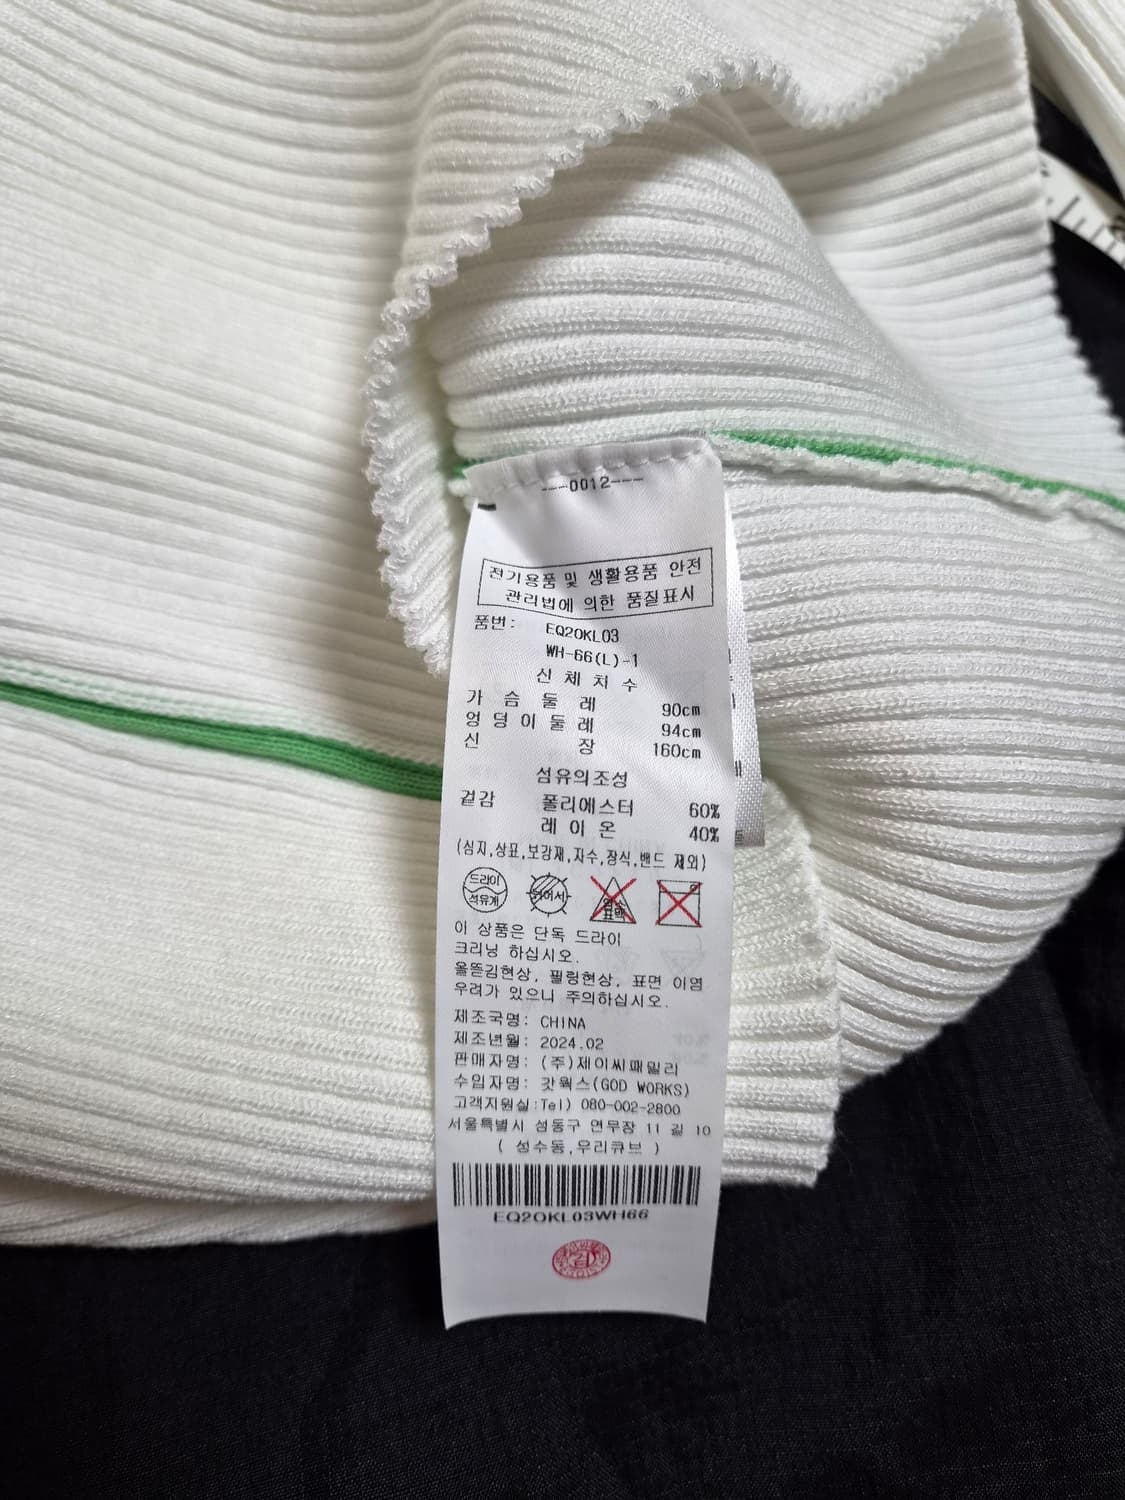 ---0012---
전기용품 및 생활용품 안전
관리법에 의한 품질표시
품번: EQ2OKL03
WH-66(L)-1
신 체 치 수
가 슴 둘 레 90cm
엉 덩 이 둘 레 94cm
신 장 160cm
섬유의조성
겉감 폴리에스터 60%
레 이 온 40%
(심지,상표,보강재,자수,장식,밴드 제외)
드라이
석유계
이 상품은 단독 드라이
크리닝 하십시오.
올뜯김현상, 필링현상, 표면 이염
우려가 있으니 주의하십시오.
제조국명: CHINA
제조년월: 2024.02
판매자명: (주)제이씨패밀리
수입자명: 갓웍스(GOD WORKS)
고객지원실:Tel) 080-002-2800
서울특별시 성동구 연무장 11 길 10
( 성수동,우리큐브 )
EQ2OKL03WH66